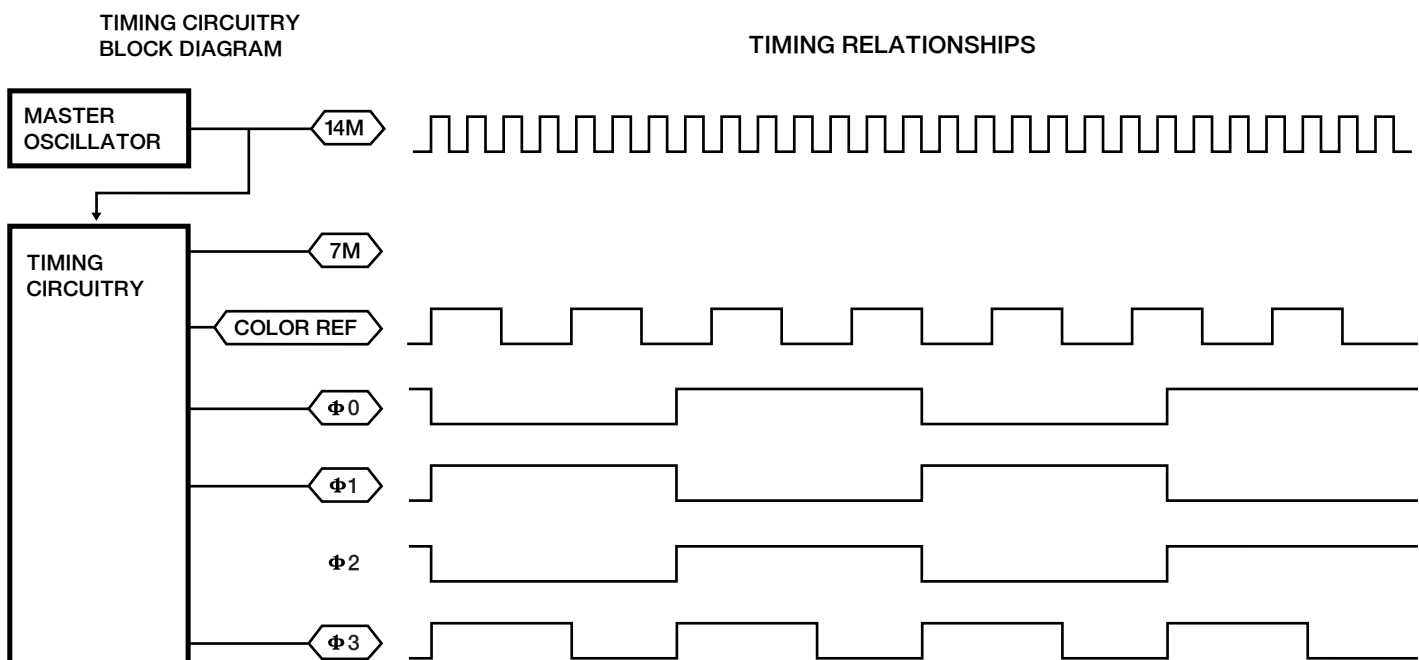 TIMING CIRCUITRY
BLOCK DIAGRAM
TIMING RELATIONSHIPS
MASTER
OSCILLATOR
14M
TIMING
CIRCUITRY
7M
COLOR REF
Φ0
Φ1
Φ2
Φ3